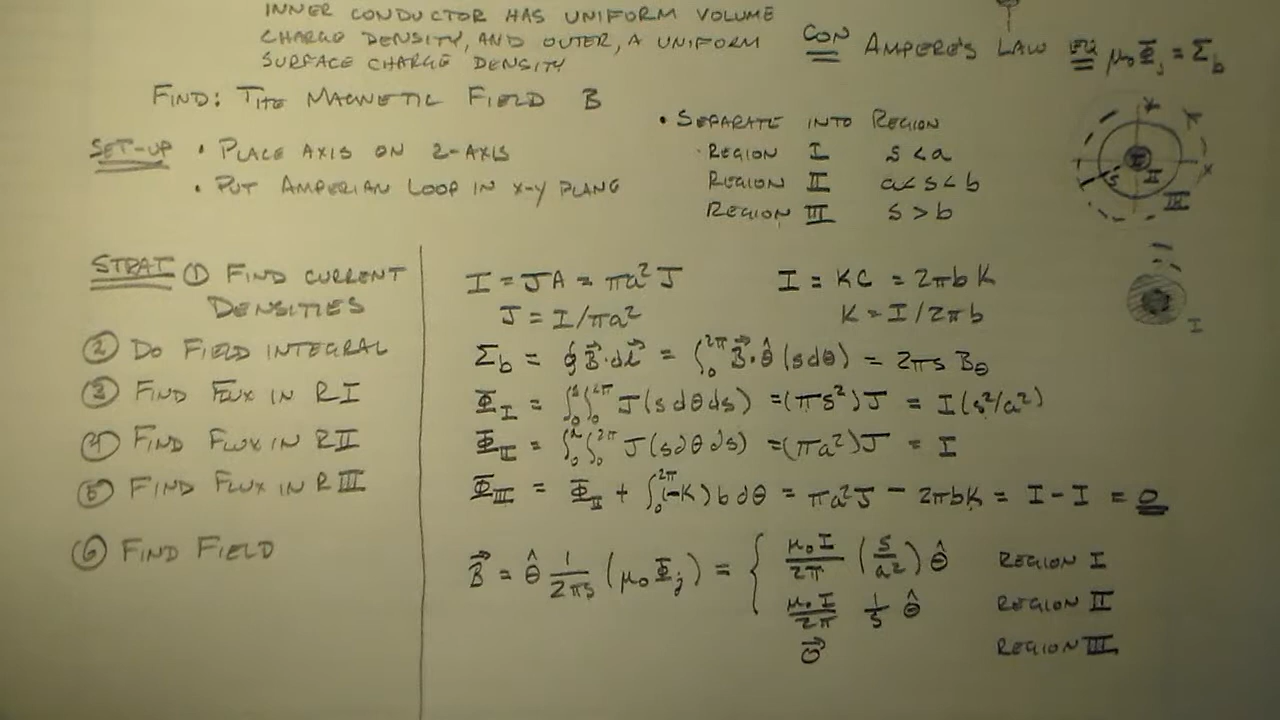 INNER CONDUCTOR HAS UNIFORM VOLUME
CHARGE DENSITY, AND OUTER, A UNIFORM
SURFACE CHARGE DENSITY
FIND: THE MAGNETIC FIELD B
CON AMPERE'S LAW EQ μ₀Φ_j = Σ_b
SET-UP • PLACE AXIS ON Z-AXIS
• PUT AMPERIAN LOOP IN X-Y PLANE
• SEPARATE INTO REGION
REGION I s < a
REGION II a < s < b
REGION III s > b
S II III
I
STRAT ① FIND CURRENT
DENSITIES
I = JA = πa²J I = KC = 2πbK
J = I/πa² K = I/2πb
② DO FIELD INTEGRAL Σ_b = ∮ B⃗·dl⃗ = ∫₀^2π B⃗·θ̂ (sdθ) = 2πs B_θ
③ FIND FLUX IN R I Φ_I = ∫₀^s ∫₀^2π J(s dθ ds) = (πs²)J = I(s²/a²)
④ FIND FLUX IN R II Φ_II = ∫₀^a ∫₀^2π J(s dθ ds) = (πa²)J = I
⑤ FIND FLUX IN R III Φ_III = Φ_II + ∫₀^2π (-K) b dθ = πa²J - 2πbK = I - I = 0
⑥ FIND FIELD B⃗ = θ̂ 1/2πs (μ₀Φ_j) = { μ₀I/2π (s/a²) θ̂ REGION I
μ₀I/2π 1/s θ̂ REGION II
0⃗ REGION III